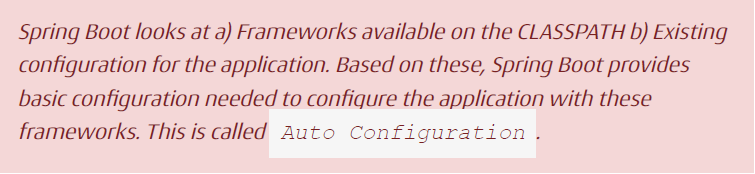 Spring Boot looks at a) Frameworks available on the CLASSPATH b) Existing
configuration for the application. Based on these, Spring Boot provides
basic configuration needed to configure the application with these
frameworks. This is called Auto Configuration .